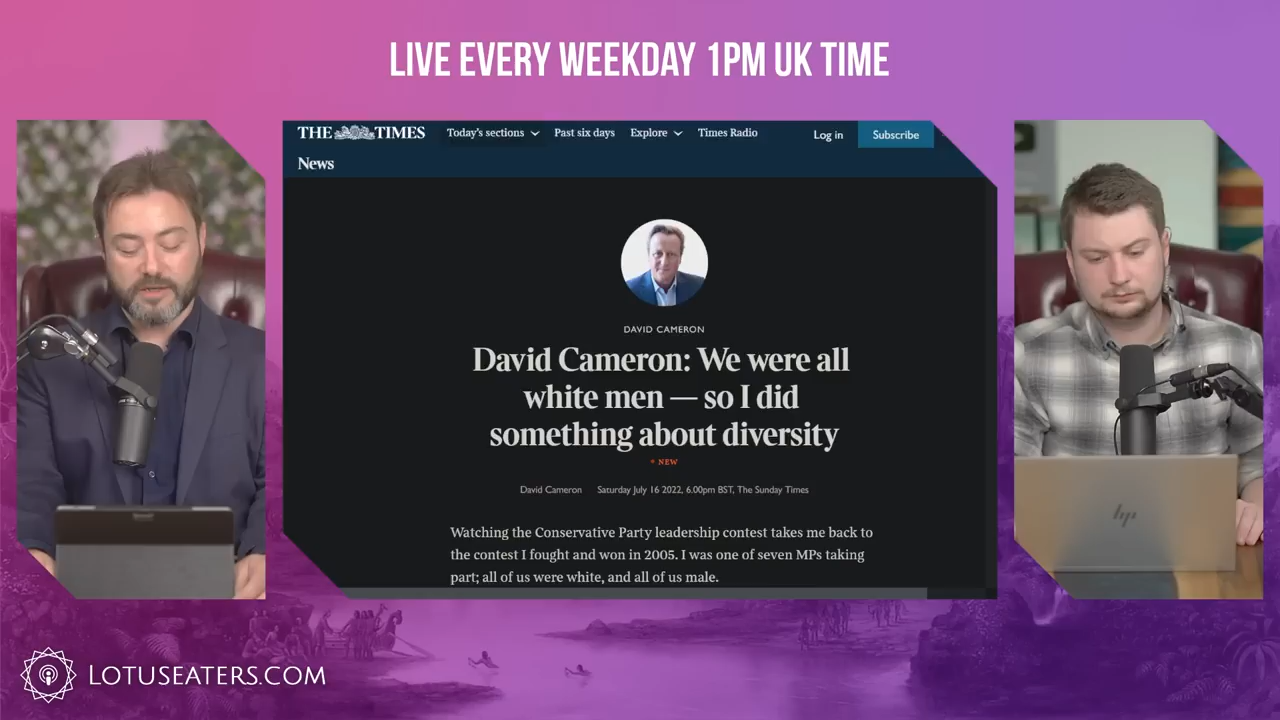 LIVE EVERY WEEKDAY 1PM UK TIME
THE TIMES
Today's sections
Past six days
Explore
Times Radio
Log in
Subscribe
News
DAVID CAMERON
David Cameron: We were all
white men — so I did
something about diversity
NEW
David Cameron Saturday July 16 2022, 6.00pm BST, The Sunday Times
Watching the Conservative Party leadership contest takes me back to
the contest I fought and won in 2005. I was one of seven MPs taking
part; all of us were white, and all of us male.
hp
LOTUSEATERS.COM